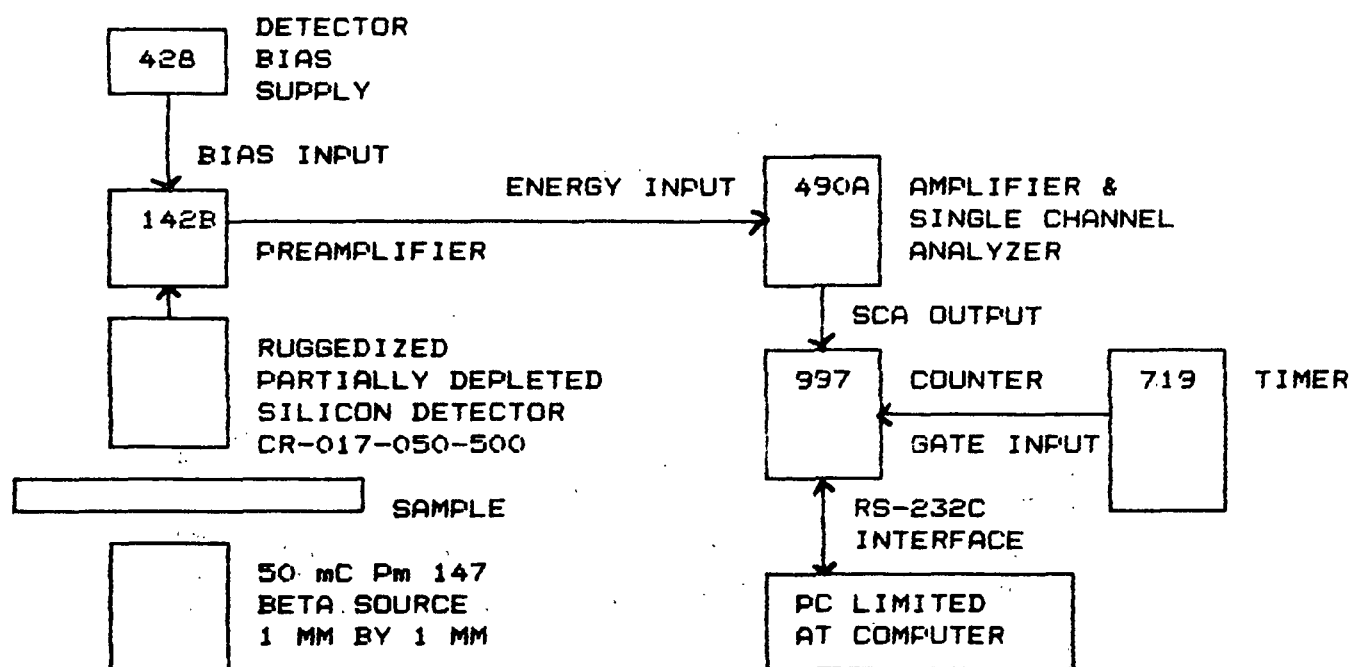 428
DETECTOR
BIAS
SUPPLY
BIAS INPUT
142B
PREAMPLIFIER
ENERGY INPUT
490A
AMPLIFIER &
SINGLE CHANNEL
ANALYZER
SCA OUTPUT
RUGGEDIZED
PARTIALLY DEPLETED
SILICON DETECTOR
CR-017-050-500
997
COUNTER
719
TIMER
GATE INPUT
SAMPLE
RS-232C
INTERFACE
50 mC Pm 147
BETA SOURCE
1 MM BY 1 MM
PC LIMITED
AT COMPUTER